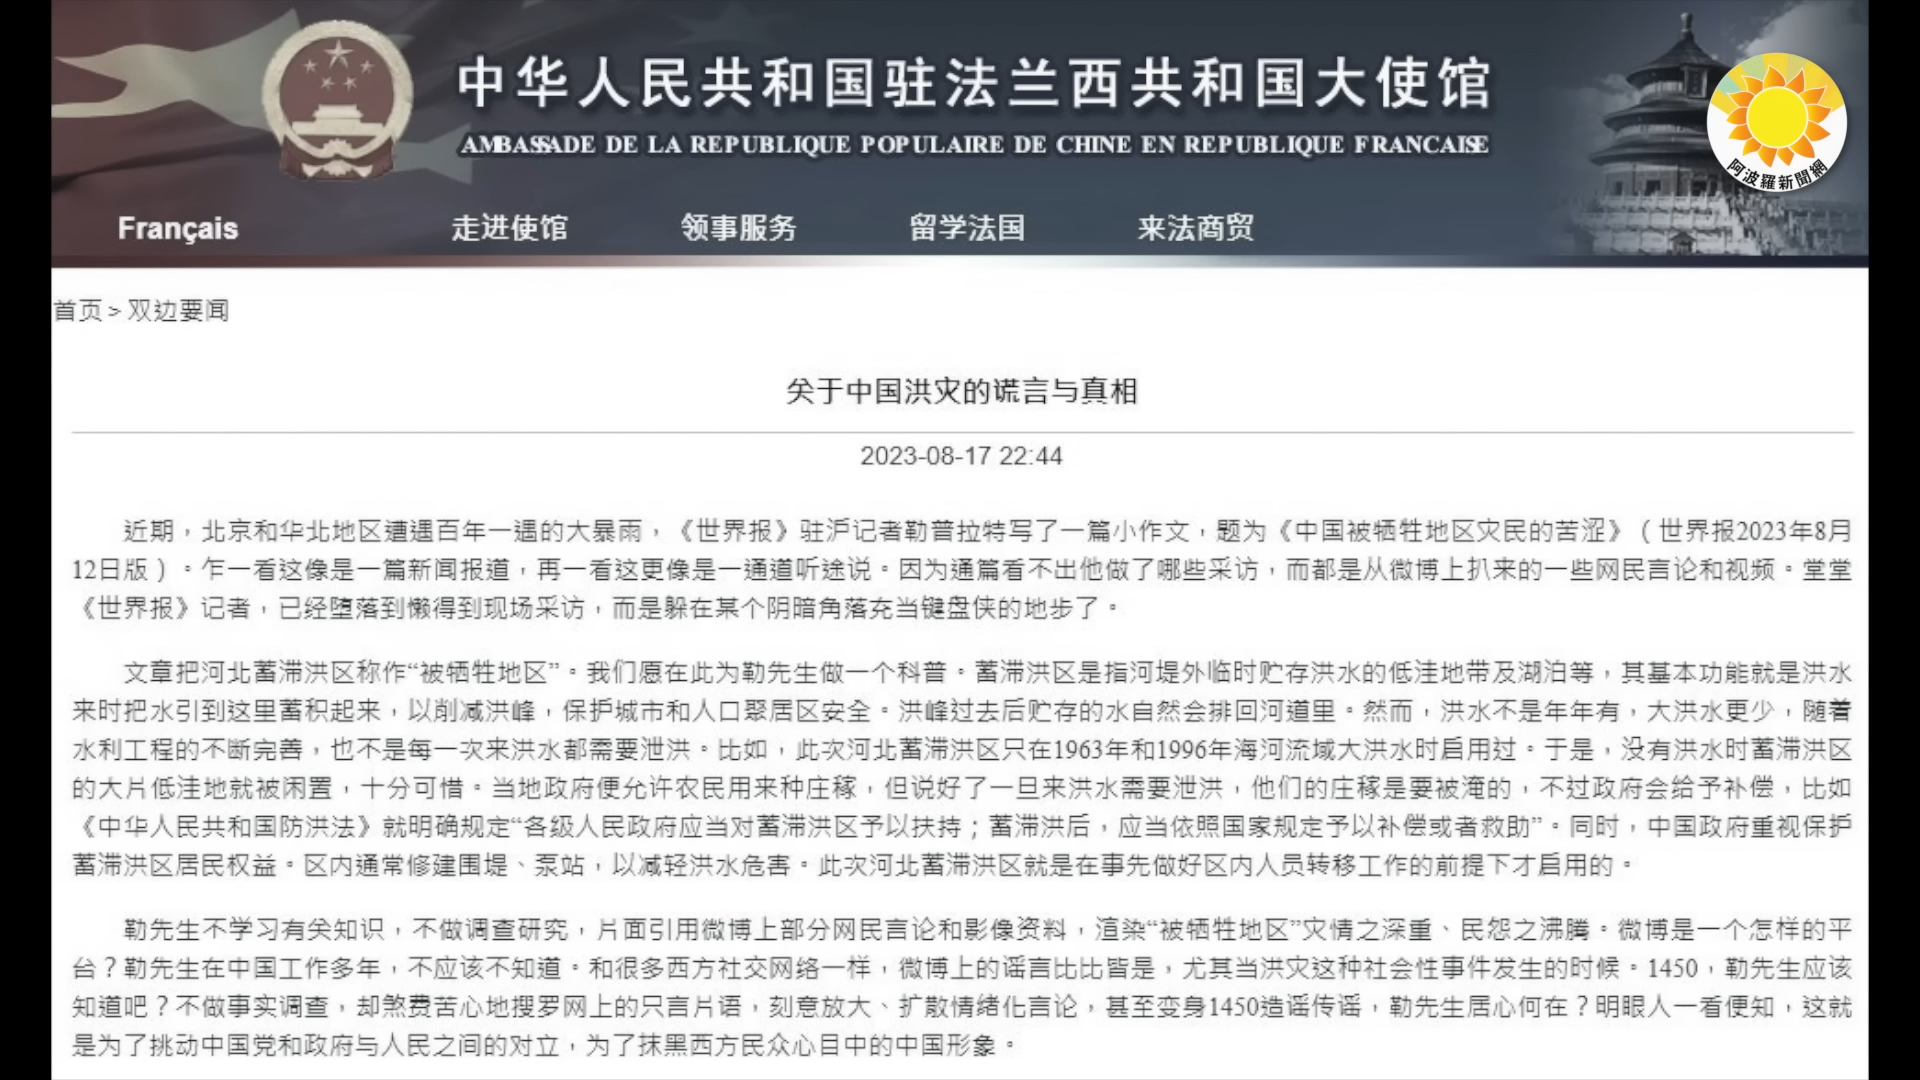 中华人民共和国驻法兰西共和国大使馆
AMBASSADE DE LA REPUBLIQUE POPULAIRE DE CHINE EN REPUBLIQUE FRANCAISE
阿波羅新聞網
Français 走进使馆 领事服务 留学法国 来法商贸
首页 > 双边要闻
关于中国洪灾的谎言与真相
2023-08-17 22:44
近期，北京和华北地区遭遇百年一遇的大暴雨，《世界报》驻沪记者勒普拉特写了一篇小作文，题为《中国被牺牲地区灾民的苦涩》（世界报2023年8月
12日版）。乍一看这像是一篇新闻报道，再一看这更像是一通道听途说。因为通篇看不出他做了哪些采访，而都是从微博上扒来的一些网民言论和视频。堂堂
《世界报》记者，已经堕落到懒得到现场采访，而是躲在某个阴暗角落充当键盘侠的地步了。
文章把河北蓄滞洪区称作“被牺牲地区”。我们愿在此为勒先生做一个科普。蓄滞洪区是指河堤外临时贮存洪水的低洼地带及湖泊等，其基本功能就是洪水
来时把水引到这里蓄积起来，以削减洪峰，保护城市和人口聚居区安全。洪峰过去后贮存的水自然会排回河道里。然而，洪水不是年年有，大洪水更少，随着
水利工程的不断完善，也不是每一次来洪水都需要泄洪。比如，此次河北蓄滞洪区只在1963年和1996年海河流域大洪水时启用过。于是，没有洪水时蓄滞洪区
的大片低洼地就被闲置，十分可惜。当地政府便允许农民用来种庄稼，但说好了一旦来洪水需要泄洪，他们的庄稼是要被淹的，不过政府会给予补偿，比如
《中华人民共和国防洪法》就明确规定“各级人民政府应当对蓄滞洪区予以扶持；蓄滞洪后，应当依照国家规定予以补偿或者救助”。同时，中国政府重视保护
蓄滞洪区居民权益。区内通常修建围堤、泵站，以减轻洪水危害。此次河北蓄滞洪区就是在事先做好区内人员转移工作的前提下才启用的。
勒先生不学习有关知识，不做调查研究，片面引用微博上部分网民言论和影像资料，渲染“被牺牲地区”灾情之深重、民怨之沸腾。微博是一个怎样的平
台？勒先生在中国工作多年，不应该不知道。和很多西方社交网络一样，微博上的谣言比比皆是，尤其当洪灾这种社会性事件发生的时候。1450，勒先生应该
知道吧？不做事实调查，却煞费苦心地搜罗网上的只言片语，刻意放大、扩散情绪化言论，甚至变身1450造谣传谣，勒先生居心何在？明眼人一看便知，这就
是为了挑动中国党和政府与人民之间的对立，为了抹黑西方民众心目中的中国形象。